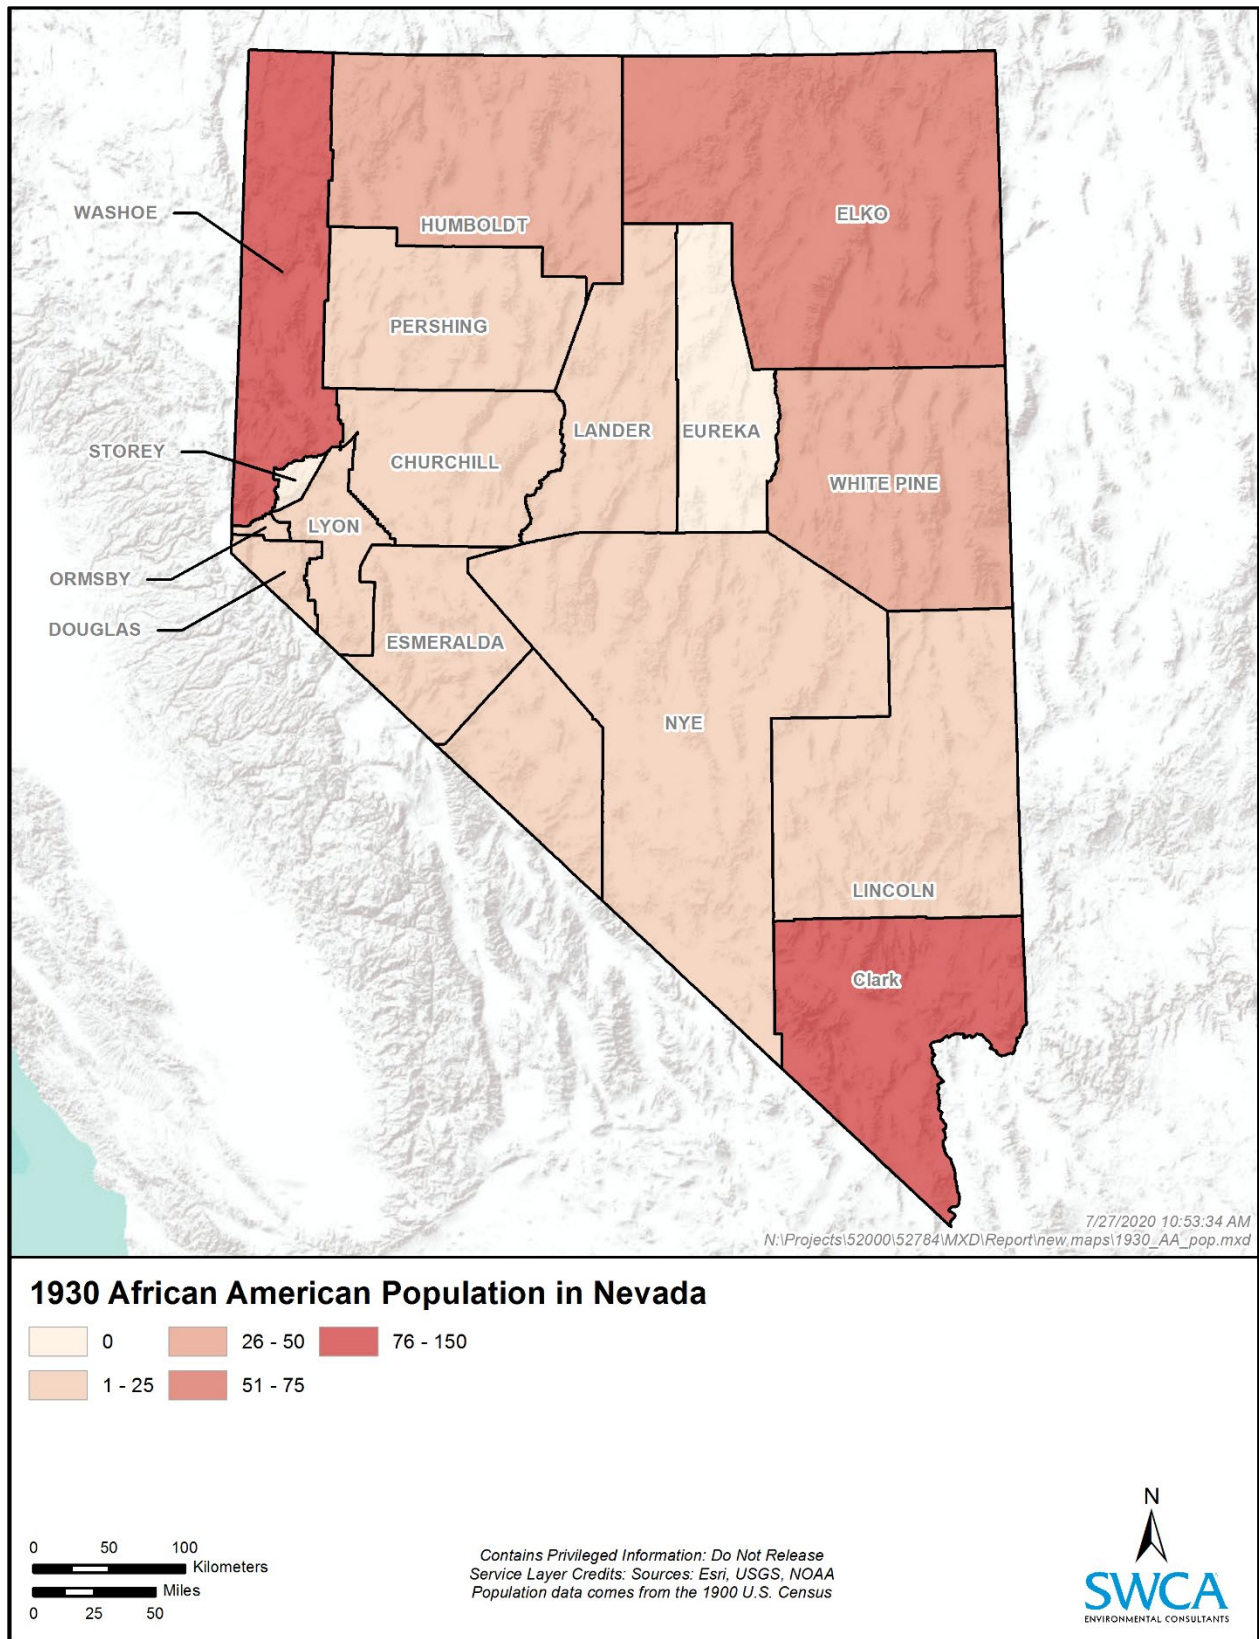 WASHOE
HUMBOLDT
ELKO
PERSHING
LANDER
EUREKA
STOREY
CHURCHILL
WHITE PINE
LYON
ORMSBY
DOUGLAS
ESMERALDA
NYE
LINCOLN
Clark
7/27/2020 10:53:34 AM
N:\Projects\52000\52784\MXD\Report\new maps\1930_AA_pop.mxd
1930 African American Population in Nevada
0
26 - 50
76 - 150
1 - 25
51 - 75
0 50 100
Kilometers
Miles
0 25 50
Contains Privileged Information: Do Not Release
Service Layer Credits: Sources: Esri, USGS, NOAA
Population data comes from the 1900 U.S. Census
N
SWCA
ENVIRONMENTAL CONSULTANTS